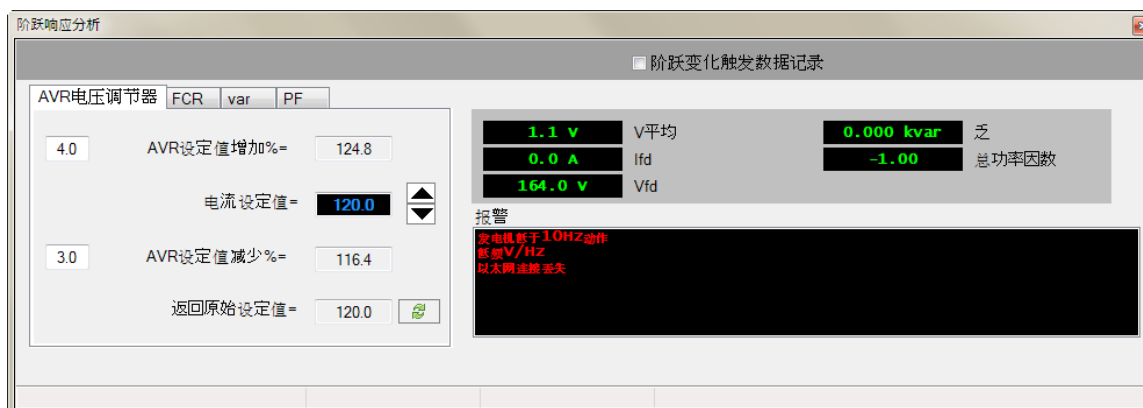 阶跃响应分析
阶跃变化触发数据记录
AVR电压调节器 FCR var PF
4.0 AVR设定值增加%= 124.8
电流设定值= 120.0
3.0 AVR设定值减少%= 116.4
返回原始设定值= 120.0
1.1 V V平均 0.000 kvar 乏
0.0 A Ifd -1.00 总功率因数
164.0 V Vfd
报警
发电机低于10HZ动作
低频V/HZ
以太网连接丢失